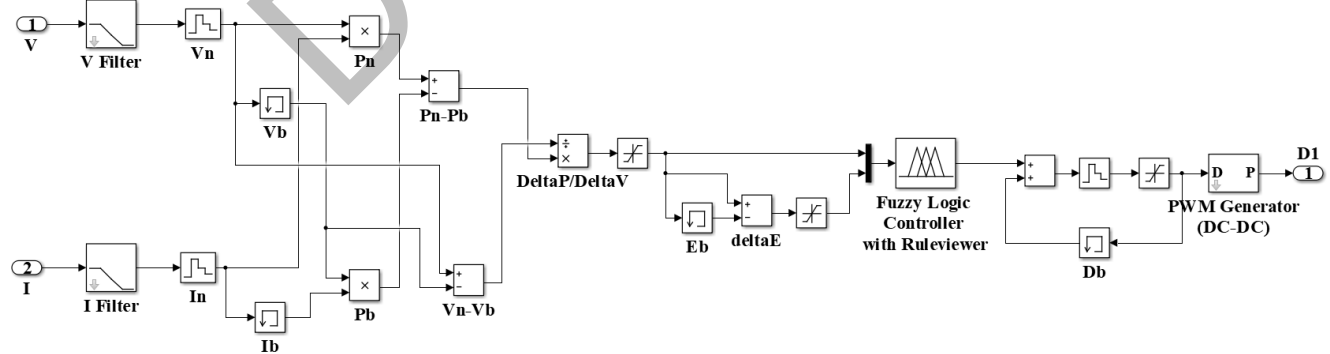 1
V
V Filter
Vn
×
Pn
Vb
+
−
Pn-Pb
÷
×
DeltaP/DeltaV
2
I
I Filter
In
Ib
×
Pb
+
−
Vn-Vb
Eb
+
−
deltaE
Fuzzy Logic
Controller
with Ruleviewer
+
+
Db
D P
PWM Generator
(DC-DC)
D1
1